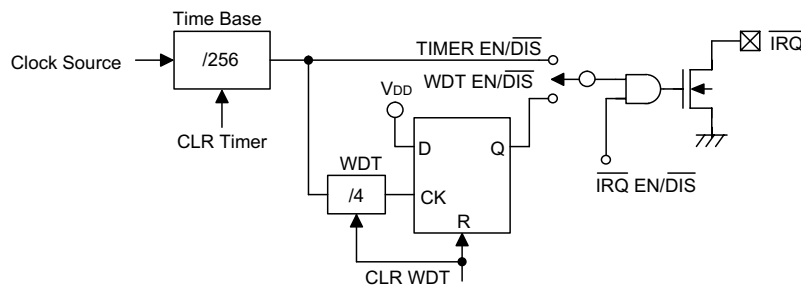 Time Base
Clock Source
/256
CLR Timer
TIMER EN/DIS
WDT EN/DIS
IRQ
VDD
D
Q
WDT
/4
CK
R
IRQ EN/DIS
CLR WDT